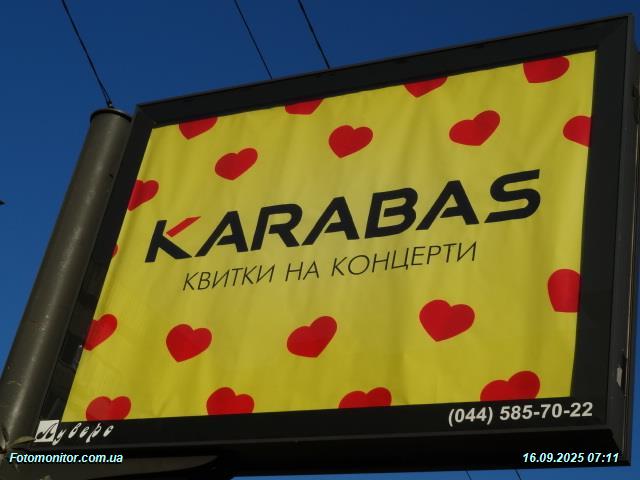 KARABAS
КВИТКИ НА КОНЦЕРТИ
(044) 585-70-22
Луверс
Fotomonitor.com.ua
16.09.2025 07:11